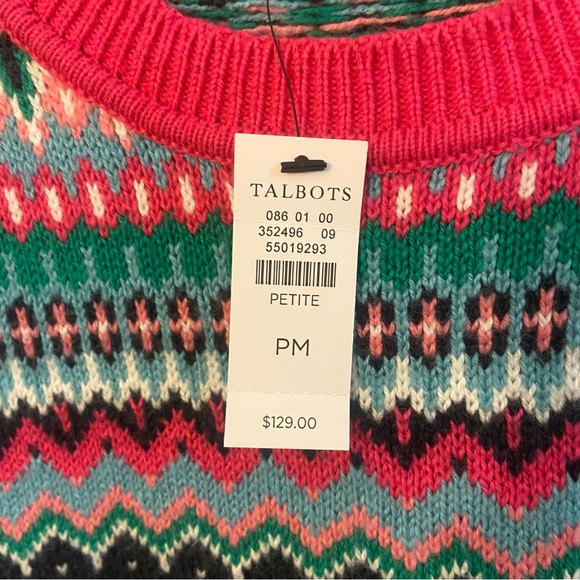 TALBOTS
086 01 00
352496 09
55019293
PETITE
PM
$129.00